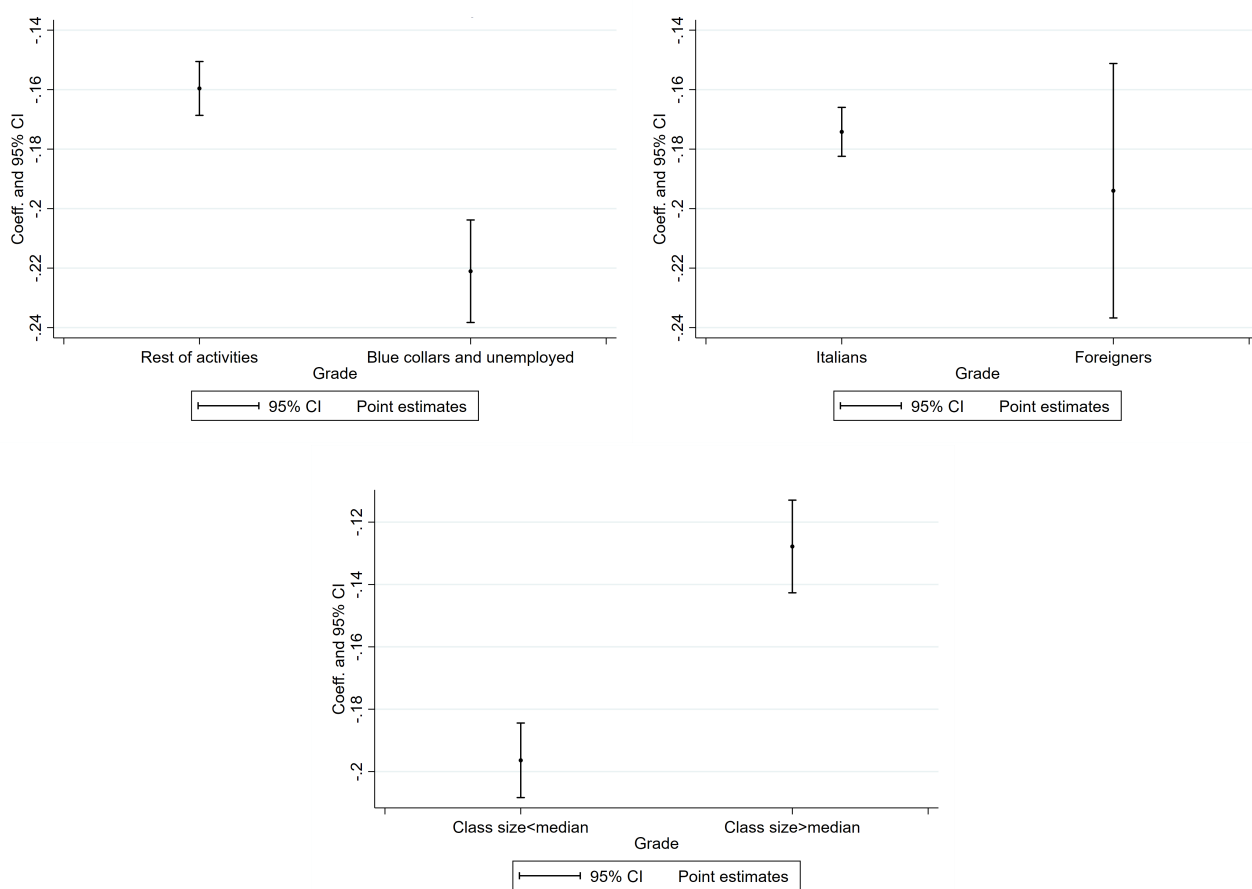 Coeff. and 95% CI
-.14
-.16
-.18
-.2
-.22
-.24
Rest of activities
Blue collars and unemployed
Grade
95% CI
Point estimates
Coeff. and 95% CI
-.14
-.16
-.18
-.2
-.22
-.24
Italians
Foreigners
Grade
95% CI
Point estimates
Coeff. and 95% CI
-.12
-.14
-.16
-.18
-.2
Class size<median
Class size>median
Grade
95% CI
Point estimates